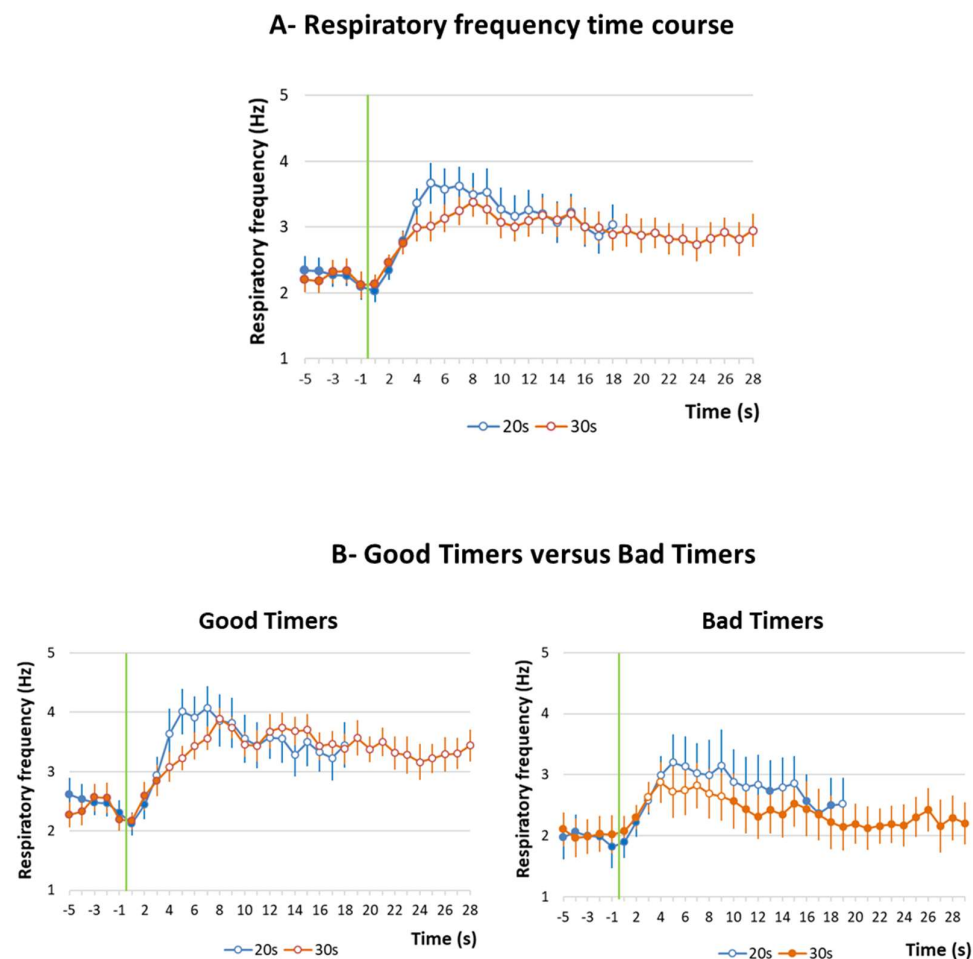 A- Respiratory frequency time course
Respiratory frequency (Hz)
5
4
3
2
1
-5 -3 -1 2 4 6 8 10 12 14 16 18 20 22 24 26 28
Time (s)
20s 30s
B- Good Timers versus Bad Timers
Good Timers
Respiratory frequency (Hz)
5
4
3
2
1
-5 -3 -1 2 4 6 8 10 12 14 16 18 20 22 24 26 28
Time (s)
20s 30s
Bad Timers
Respiratory frequency (Hz)
5
4
3
2
1
-5 -3 -1 2 4 6 8 10 12 14 16 18 20 22 24 26 28
Time (s)
20s 30s